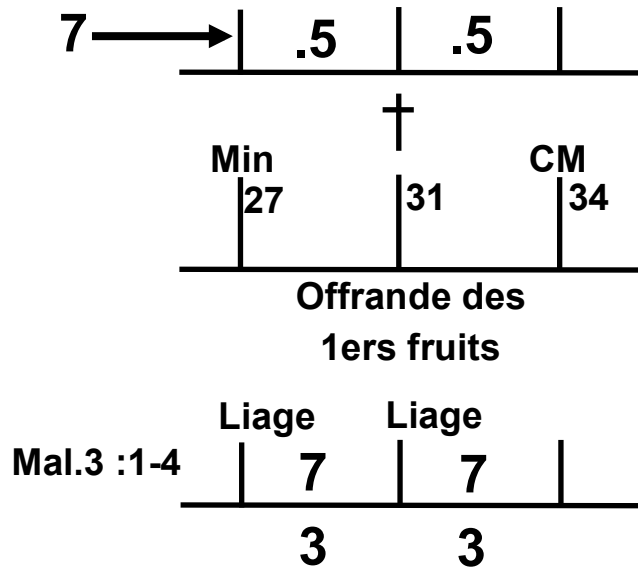 7 .5 .5
Min CM
27 31 34
Offrande des
1ers fruits
Liage Liage
Mal.3 :1-4 7 7
3 3